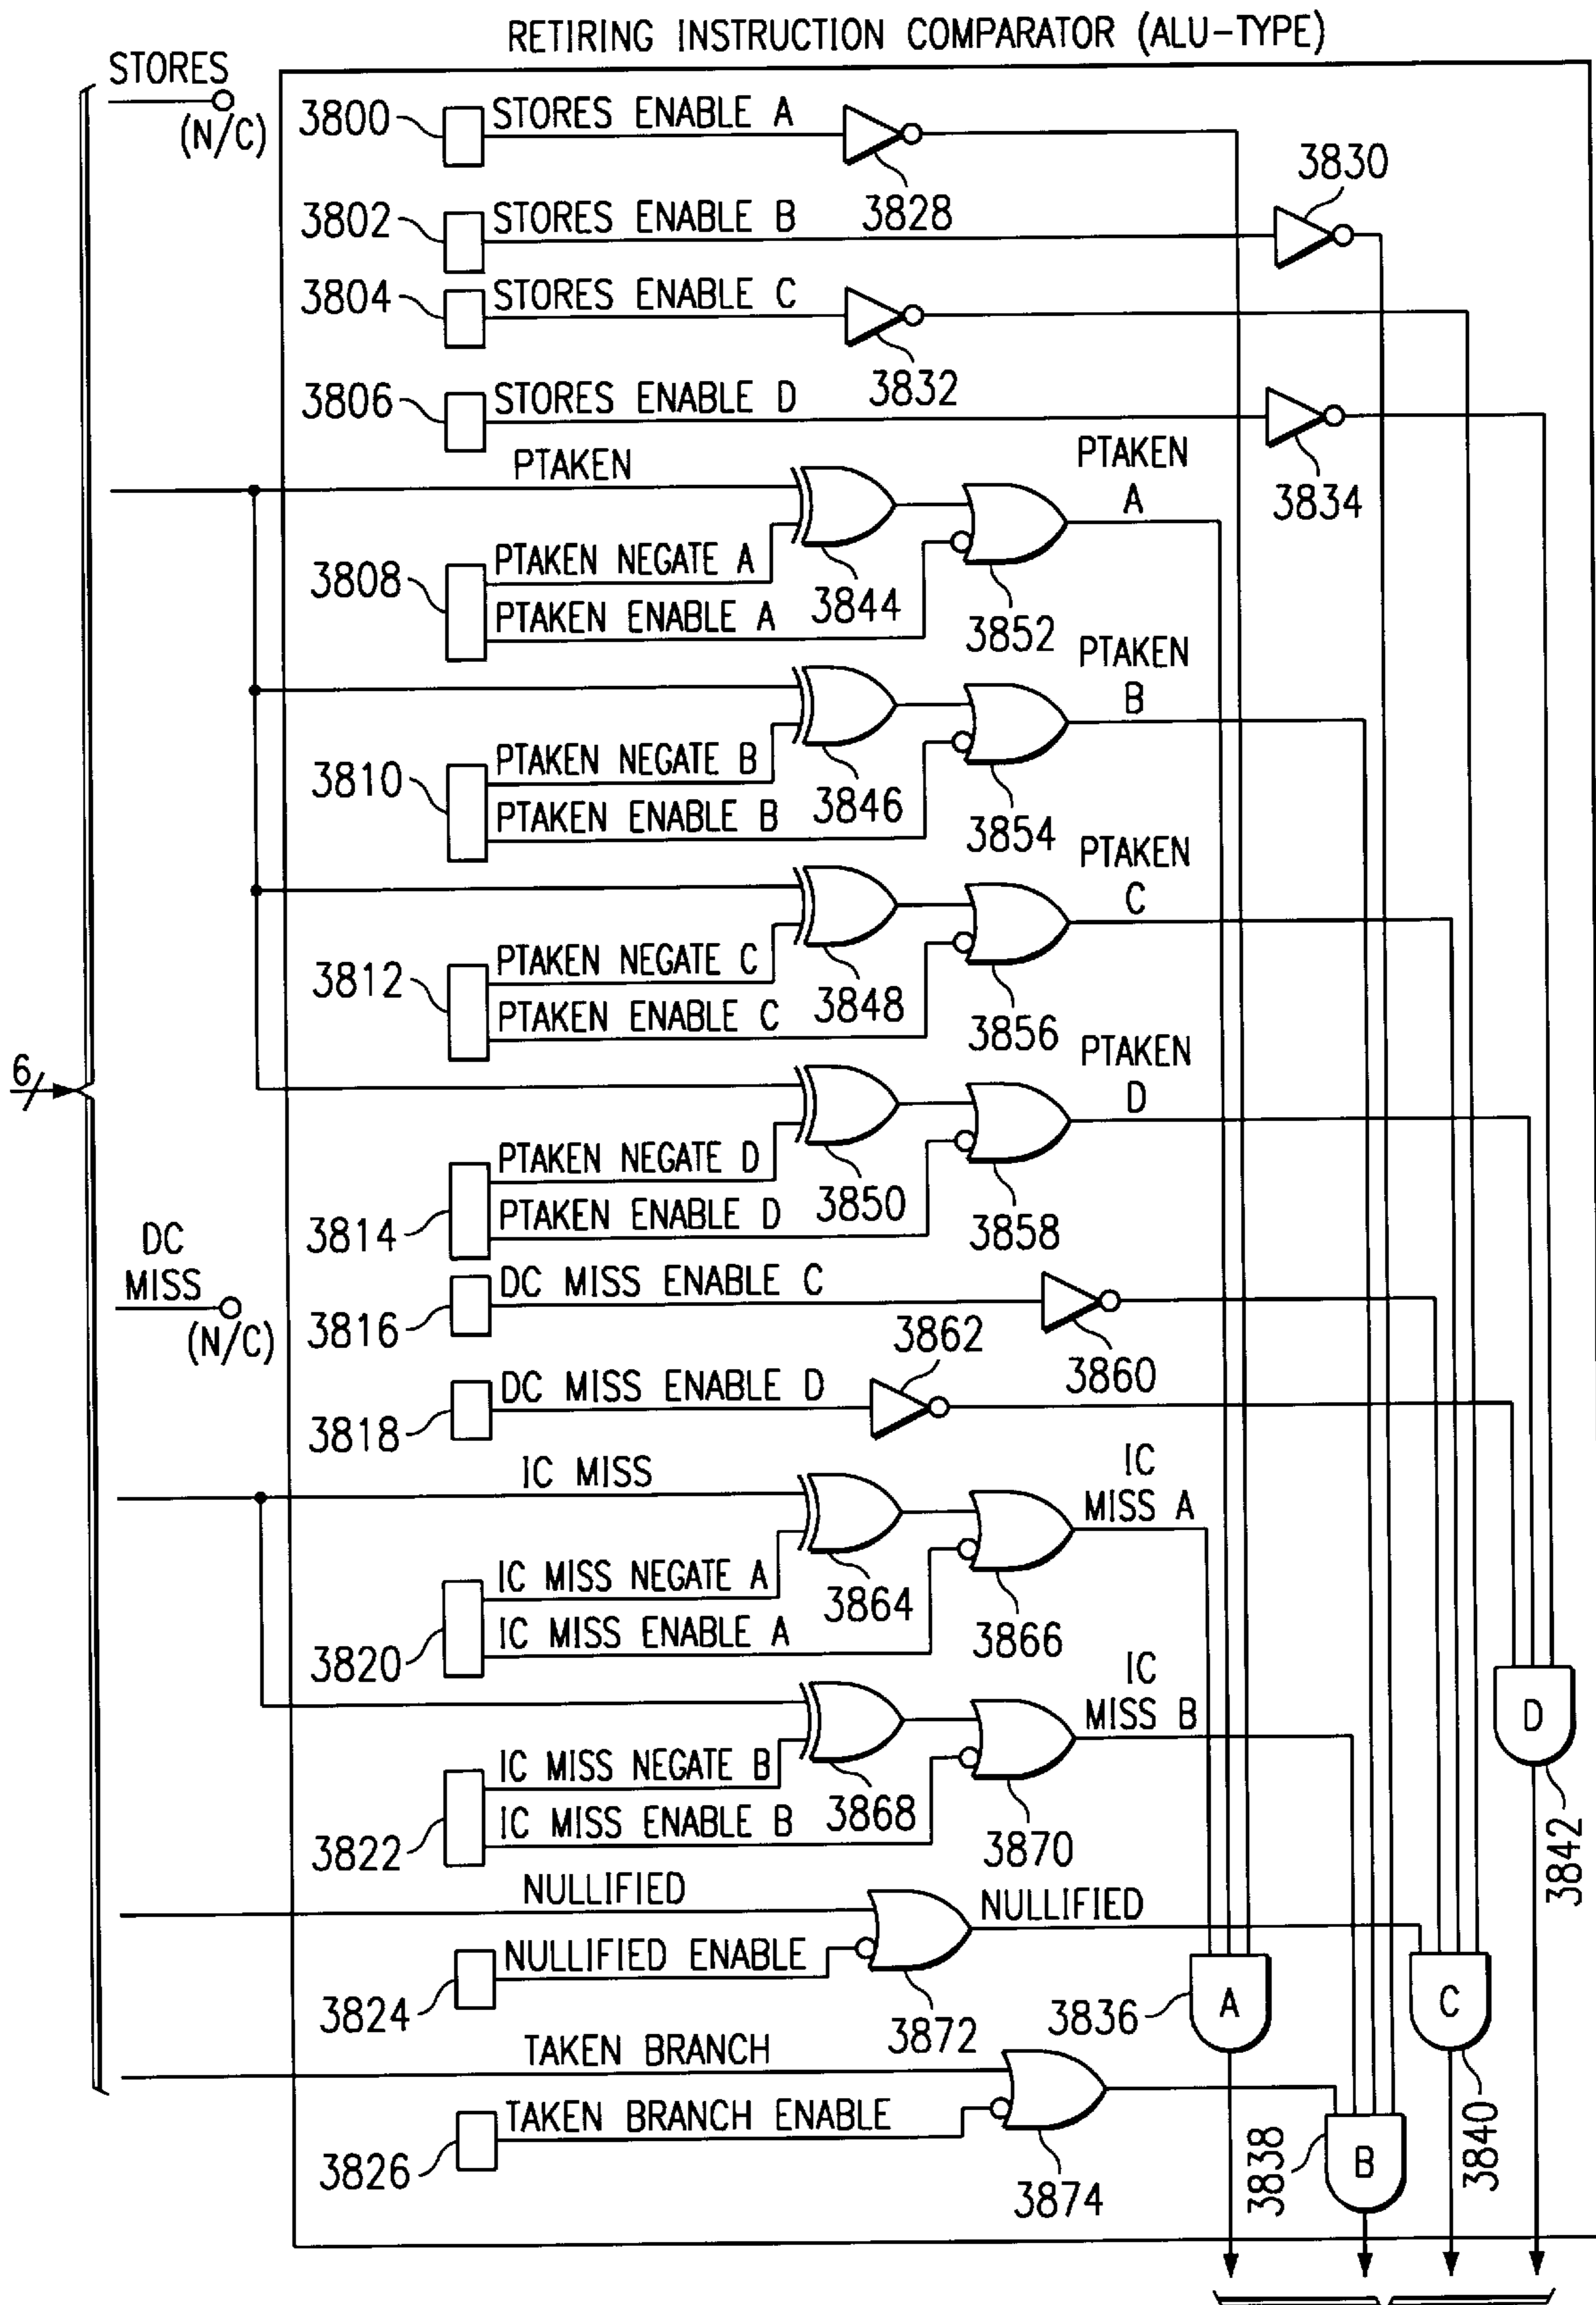 RETIRING INSTRUCTION COMPARATOR (ALU-TYPE)
STORES
(N/C)
3800
STORES ENABLE A
3828
3830
3802
STORES ENABLE B
3804
STORES ENABLE C
3832
3806
STORES ENABLE D
3834
PTAKEN
PTAKEN
A
3808
PTAKEN NEGATE A
PTAKEN ENABLE A
3844
3852
PTAKEN
B
3810
PTAKEN NEGATE B
PTAKEN ENABLE B
3846
3854
PTAKEN
C
3812
PTAKEN NEGATE C
PTAKEN ENABLE C
3848
3856
6
PTAKEN
D
3814
PTAKEN NEGATE D
PTAKEN ENABLE D
3850
3858
DC
MISS
(N/C)
3816
DC MISS ENABLE C
3860
3862
3818
DC MISS ENABLE D
IC MISS
IC
MISS A
3820
IC MISS NEGATE A
IC MISS ENABLE A
3864
3866
IC
MISS B
3822
IC MISS NEGATE B
IC MISS ENABLE B
3868
3870
D
3842
NULLIFIED
NULLIFIED
3824
NULLIFIED ENABLE
3872
3836
A
C
3840
TAKEN BRANCH
3826
TAKEN BRANCH ENABLE
3874
3838
B